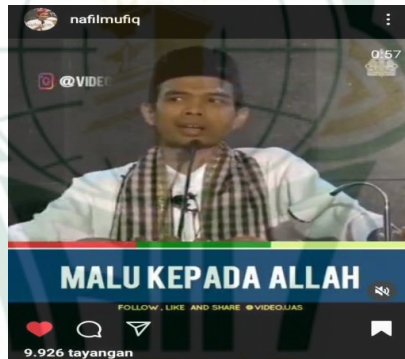 nafilmufiq
0:57
@VIDEO
MALU KEPADA ALLAH
FOLLOW, LIKE AND SHARE @VIDEO.UAS
9.926 tayangan